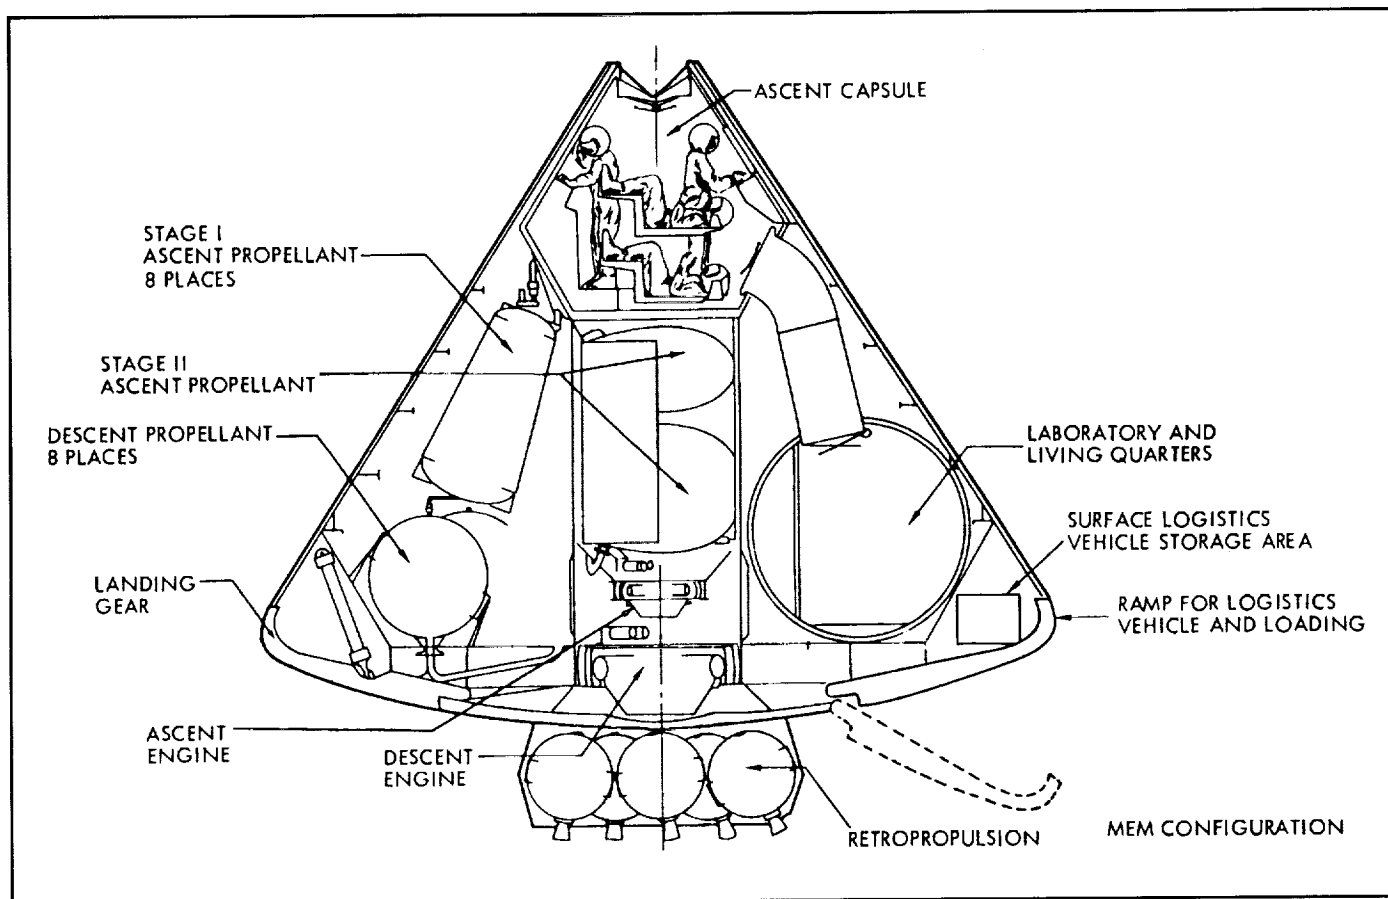 ASCENT CAPSULE
STAGE I
ASCENT PROPELLANT
8 PLACES
STAGE II
ASCENT PROPELLANT
DESCENT PROPELLANT
8 PLACES
LABORATORY AND
LIVING QUARTERS
SURFACE LOGISTICS
VEHICLE STORAGE AREA
LANDING
GEAR
RAMP FOR LOGISTICS
VEHICLE AND LOADING
ASCENT
ENGINE
DESCENT
ENGINE
RETROPROPULSION
MEM CONFIGURATION